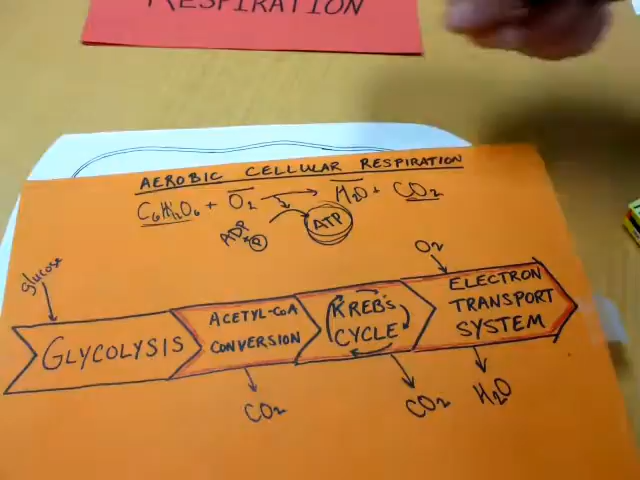 RESPIRATION
AEROBIC CELLULAR RESPIRATION
C6H12O6 + O2 → H2O + CO2
ADP + P
ATP
glucose
O2
GLYCOLYSIS
ACETYL-CoA
CONVERSION
KREB'S
CYCLE
ELECTRON
TRANSPORT
SYSTEM
CO2
CO2
H2O